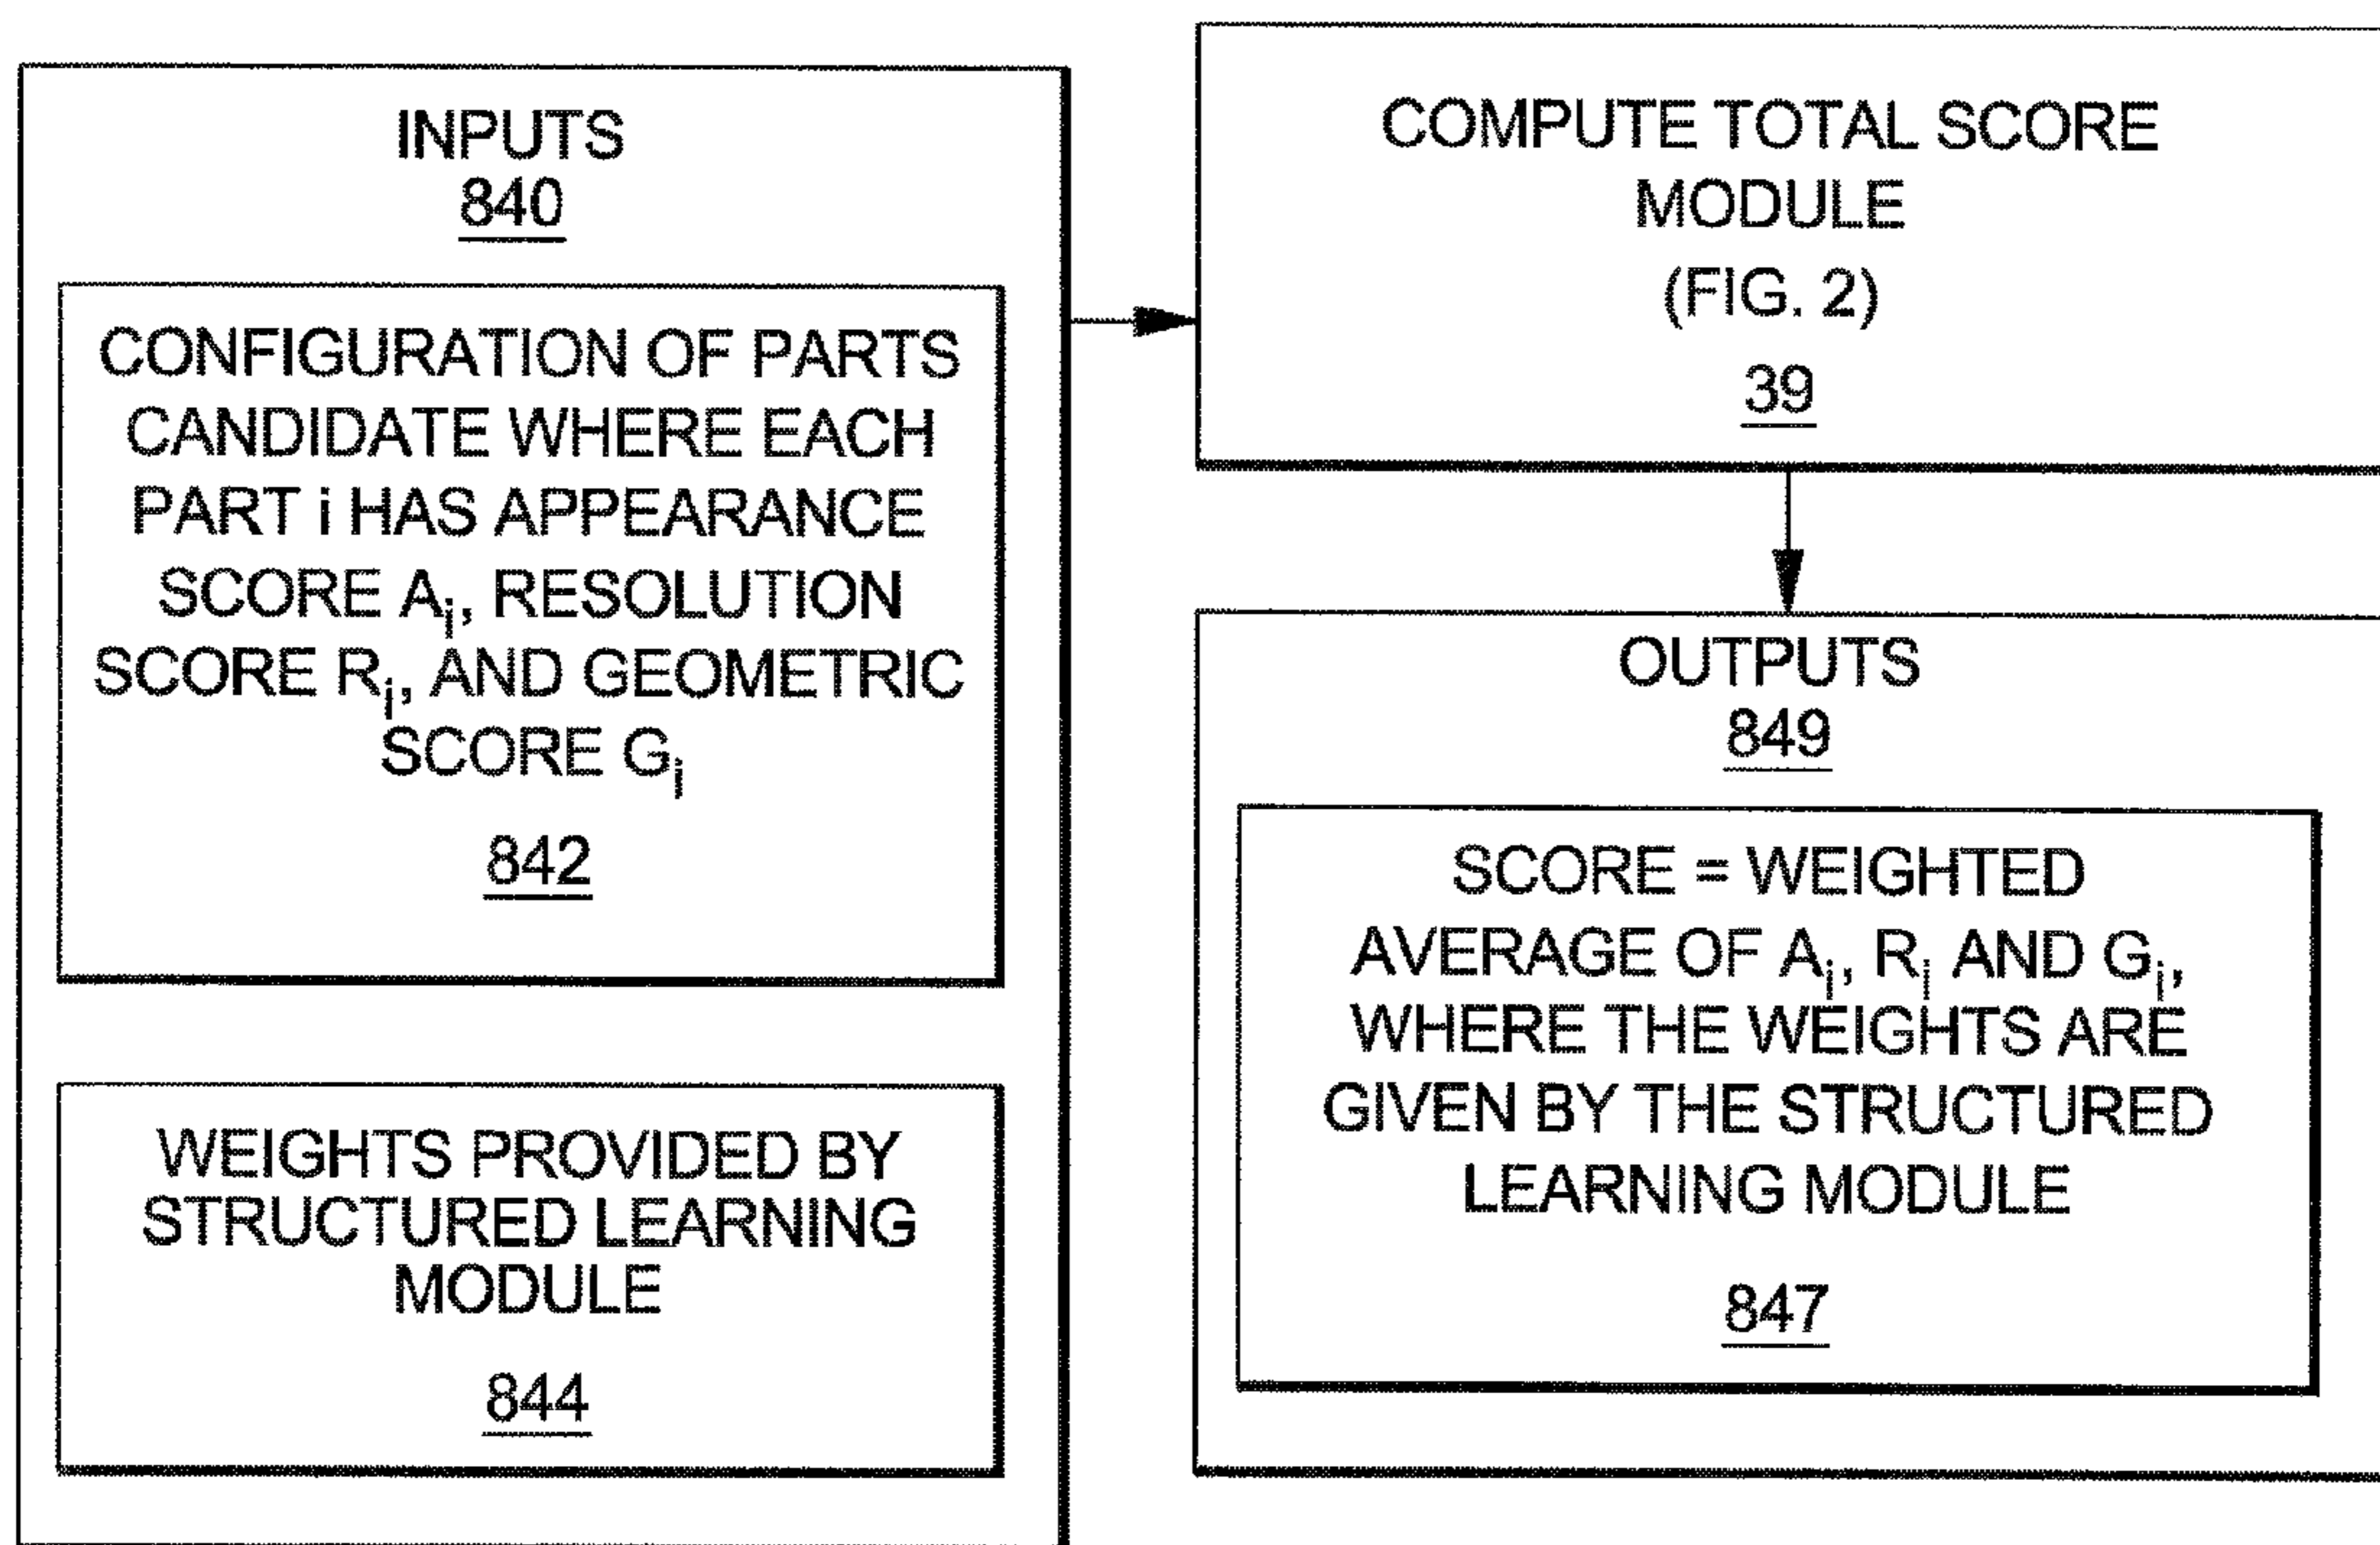 INPUTS
840
CONFIGURATION OF PARTS
CANDIDATE WHERE EACH
PART i HAS APPEARANCE
SCORE Ai, RESOLUTION
SCORE Ri, AND GEOMETRIC
SCORE Gi
842
WEIGHTS PROVIDED BY
STRUCTURED LEARNING
MODULE
844
COMPUTE TOTAL SCORE
MODULE
(FIG. 2)
39
OUTPUTS
849
SCORE = WEIGHTED
AVERAGE OF Ai, Ri AND Gi,
WHERE THE WEIGHTS ARE
GIVEN BY THE STRUCTURED
LEARNING MODULE
847